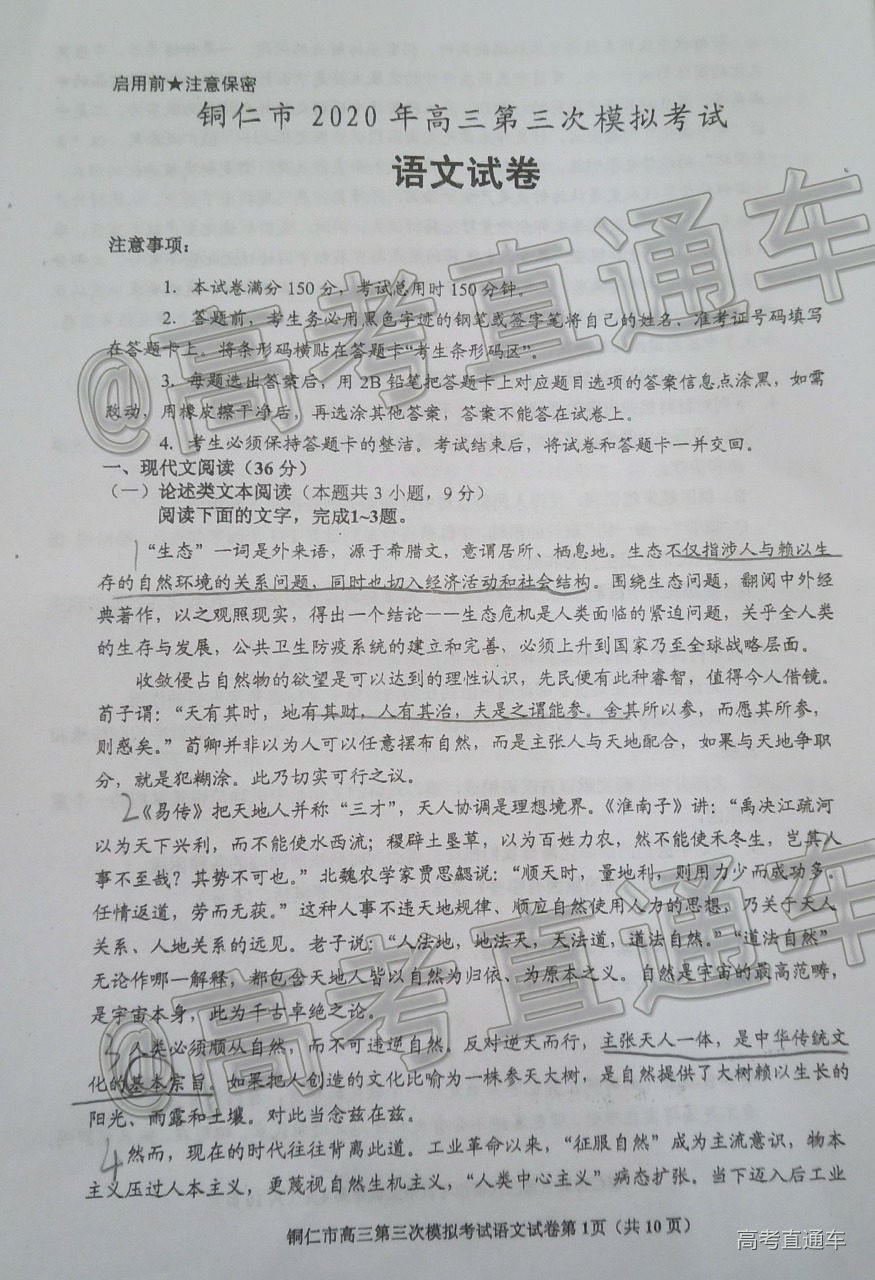 启用前★注意保密
铜仁市 2020 年高三第三次模拟考试
语文试卷
注意事项：
1. 本试卷满分 150 分，考试总用时 150 分钟。
2. 答题前，考生务必用黑色字迹的钢笔或签字笔将自己的姓名、准考证号码填写
在答题卡上。将条形码横贴在答题卡“考生条形码区”。
3. 每题选出答案后，用 2B 铅笔把答题卡上对应题目选项的答案信息点涂黑，如需
改动，用橡皮擦干净后，再选涂其他答案，答案不能答在试卷上。
4. 考生必须保持答题卡的整洁。考试结束后，将试卷和答题卡一并交回。
一、现代文阅读（36 分）
（一）论述类文本阅读（本题共 3 小题，9 分）
阅读下面的文字，完成1~3题。
1 “生态”一词是外来语，源于希腊文，意谓居所、栖息地。生态不仅指涉人与赖以生
存的自然环境的关系问题，同时也切入经济活动和社会结构。围绕生态问题，翻阅中外经
典著作，以之观照现实，得出一个结论——生态危机是人类面临的紧迫问题，关乎全人类
的生存与发展，公共卫生防疫系统的建立和完善，必须上升到国家乃至全球战略层面。
收敛侵占自然物的欲望是可以达到的理性认识，先民便有此种睿智，值得今人借镜。
荀子谓：“天有其时，地有其财，人有其治，夫是之谓能参。舍其所以参，而愿其所参，
则惑矣。”荀卿并非以为人可以任意摆布自然，而是主张人与天地配合，如果与天地争职
分，就是犯糊涂。此乃切实可行之议。
2 《易传》把天地人并称“三才”，天人协调是理想境界。《淮南子》讲：“禹决江疏河
以为天下兴利，而不能使水西流；稷辟土垦草，以为百姓力农，然不能使禾冬生，岂其人
事不至哉？其势不可也。”北魏农学家贾思勰说：“顺天时，量地利，则用力少而成功多。
任情返道，劳而无获。”这种人事不违天地规律、顺应自然使用人力的思想，乃关于天人
关系、人地关系的远见。老子说：“人法地，地法天，天法道，道法自然。”“道法自然”
无论作哪一解释，都包含天地人皆以自然为归依、为原本之义。自然是宇宙的最高范畴，
是宇宙本身，此为千古卓绝之论。
3 人类必须顺从自然，而不可违逆自然。反对逆天而行，主张天人一体，是中华传统文
化的基本宗旨。如果把人创造的文化比喻为一株参天大树，是自然提供了大树赖以生长的
阳光、雨露和土壤。对此当念兹在兹。
4 然而，现在的时代往往背离此道。工业革命以来，“征服自然”成为主流意识，物本
主义压过人本主义，更蔑视自然生机主义，“人类中心主义”病态扩张。当下迈入后工业
铜仁市高三第三次模拟考试语文试卷第 1页（共 10 页）
@高考直通车
@高考直通车
高考直通车